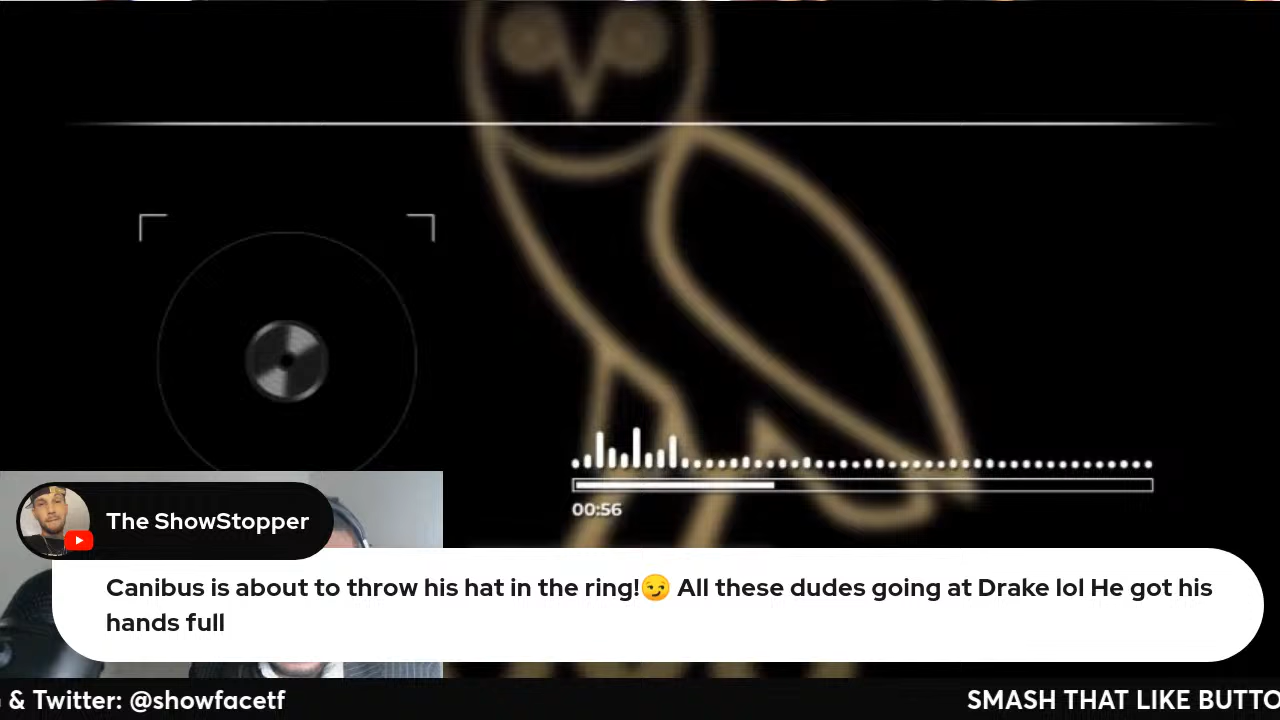 00:56
The ShowStopper
Canibus is about to throw his hat in the ring!😏 All these dudes going at Drake lol He got his
hands full
& Twitter: @showfacetf
SMASH THAT LIKE BUTTO